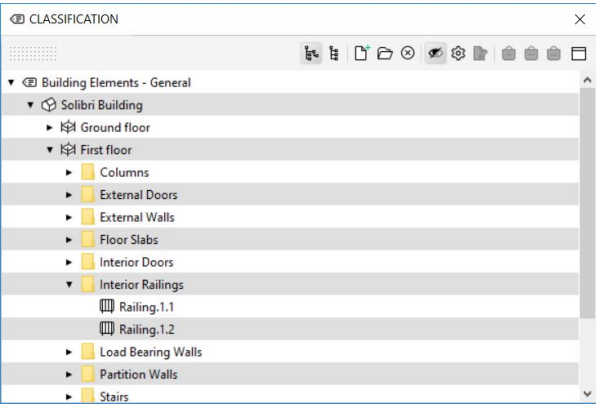 CLASSIFICATION
Building Elements - General
Solibri Building
Ground floor
First floor
Columns
External Doors
External Walls
Floor Slabs
Interior Doors
Interior Railings
Railing.1.1
Railing.1.2
Load Bearing Walls
Partition Walls
Stairs